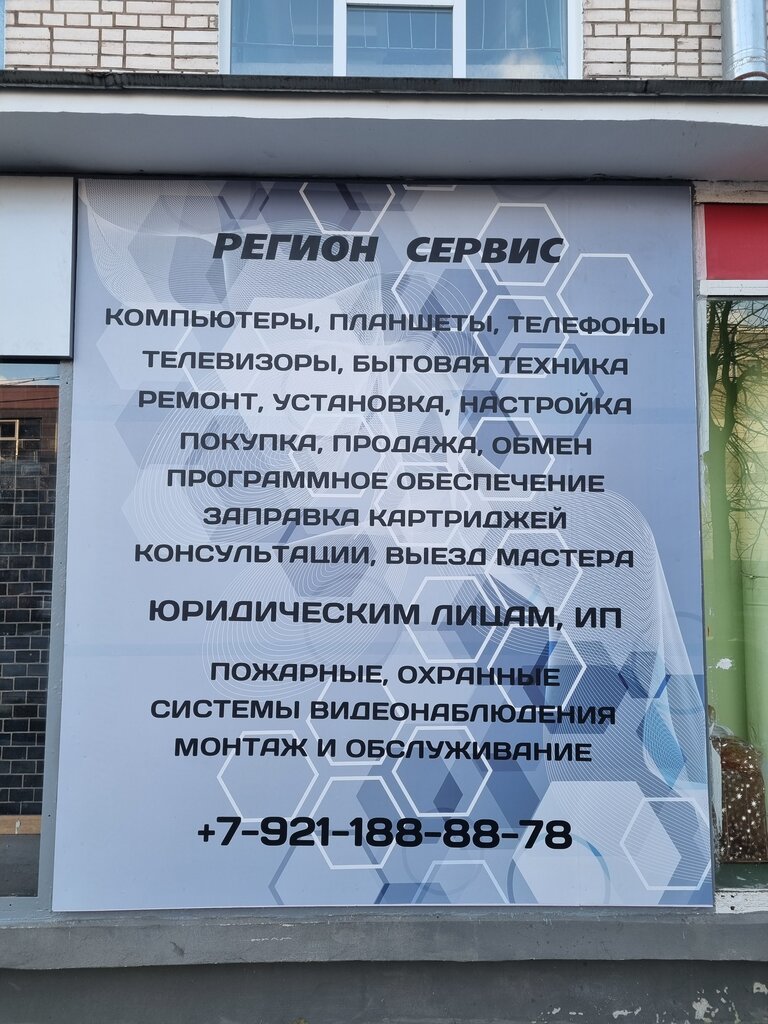 РЕГИОН СЕРВИС
КОМПЬЮТЕРЫ, ПЛАНШЕТЫ, ТЕЛЕФОНЫ
ТЕЛЕВИЗОРЫ, БЫТОВАЯ ТЕХНИКА
РЕМОНТ, УСТАНОВКА, НАСТРОЙКА
ПОКУПКА, ПРОДАЖА, ОБМЕН
ПРОГРАММНОЕ ОБЕСПЕЧЕНИЕ
ЗАПРАВКА КАРТРИДЖЕЙ
КОНСУЛЬТАЦИИ, ВЫЕЗД МАСТЕРА
ЮРИДИЧЕСКИМ ЛИЦАМ, ИП
ПОЖАРНЫЕ, ОХРАННЫЕ
СИСТЕМЫ ВИДЕОНАБЛЮДЕНИЯ
МОНТАЖ И ОБСЛУЖИВАНИЕ
+7-921-188-88-78